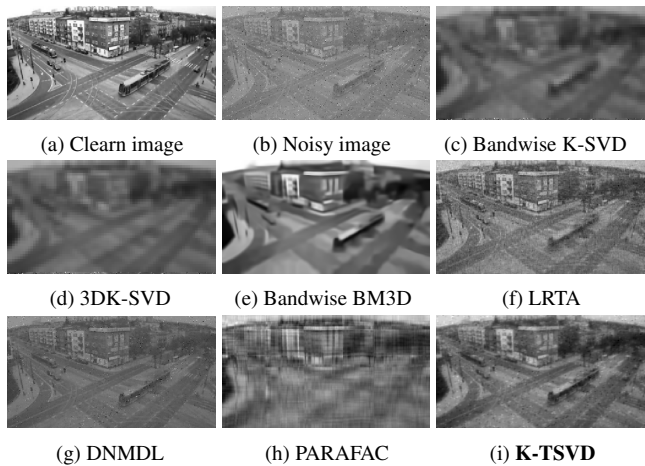 (a) Clearn image
(b) Noisy image
(c) Bandwise K-SVD
(d) 3DK-SVD
(e) Bandwise BM3D
(f) LRTA
(g) DNMDL
(h) PARAFAC
(i) K-TSVD